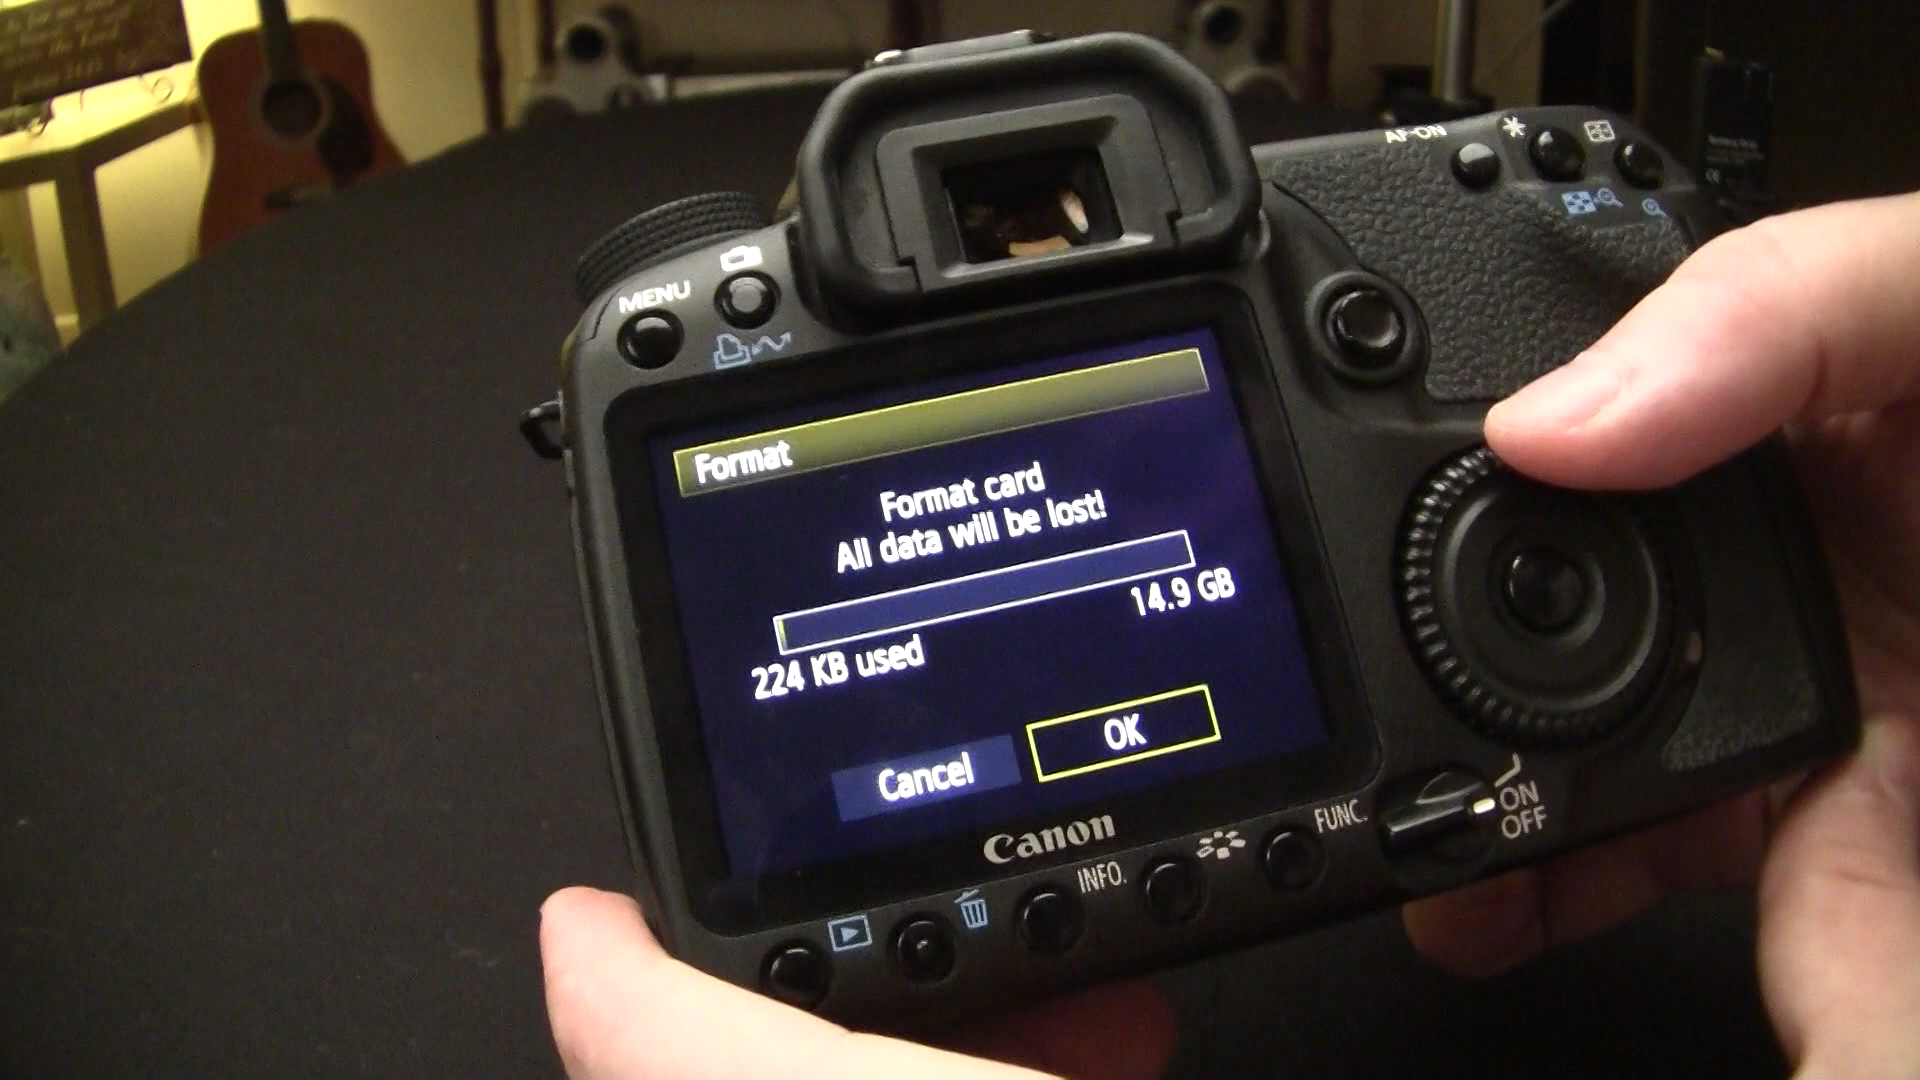 AF-ON
MENU
Format
Format card
All data will be lost!
14.9 GB
224 KB used
Cancel
OK
Canon
INFO.
FUNC.
ON
OFF